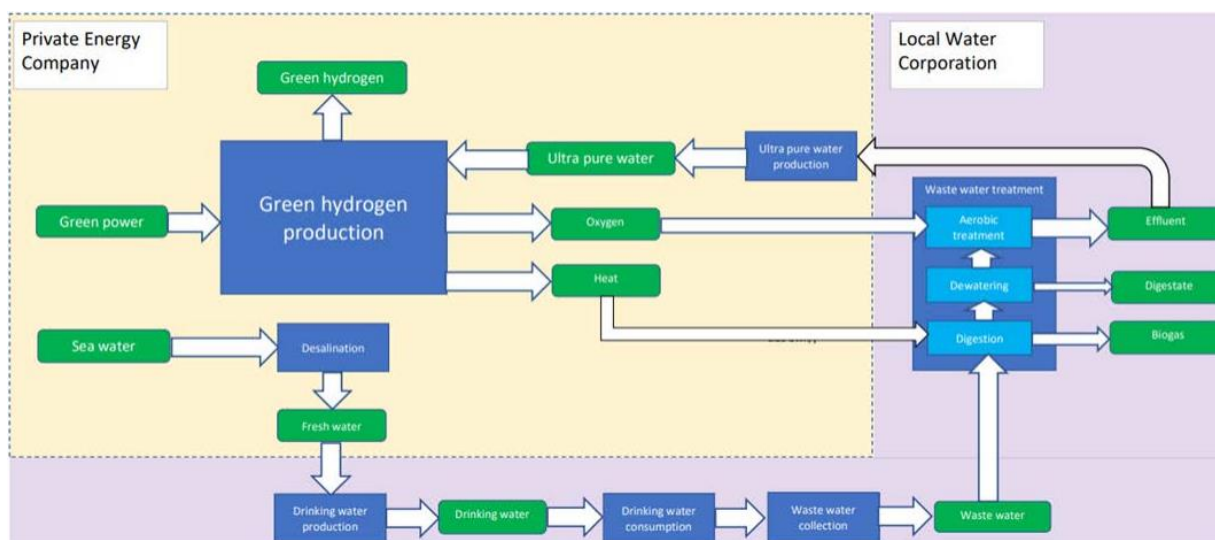 Private Energy
Company
Local Water
Corporation
Green hydrogen
Ultra pure water
Ultra pure water
production
Green hydrogen
production
Waste water treatment
Green power
Oxygen
Aerobic
treatment
Effluent
Heat
Dewatering
Digestate
Sea water
Desalination
Digestion
Biogas
Fresh water
Drinking water
production
Drinking water
Drinking water
consumption
Waste water
collection
Waste water